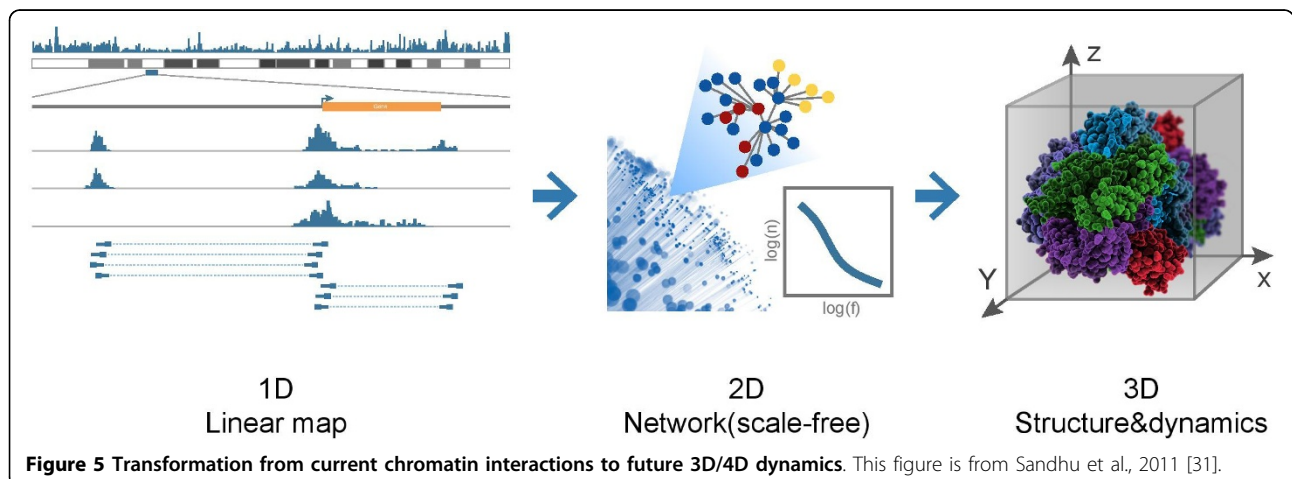 Gene
log(n)
log(f)
Z
Y
X
1D
Linear map
2D
Network(scale-free)
3D
Structure&dynamics
Figure 5 Transformation from current chromatin interactions to future 3D/4D dynamics. This figure is from Sandhu et al., 2011 [31].